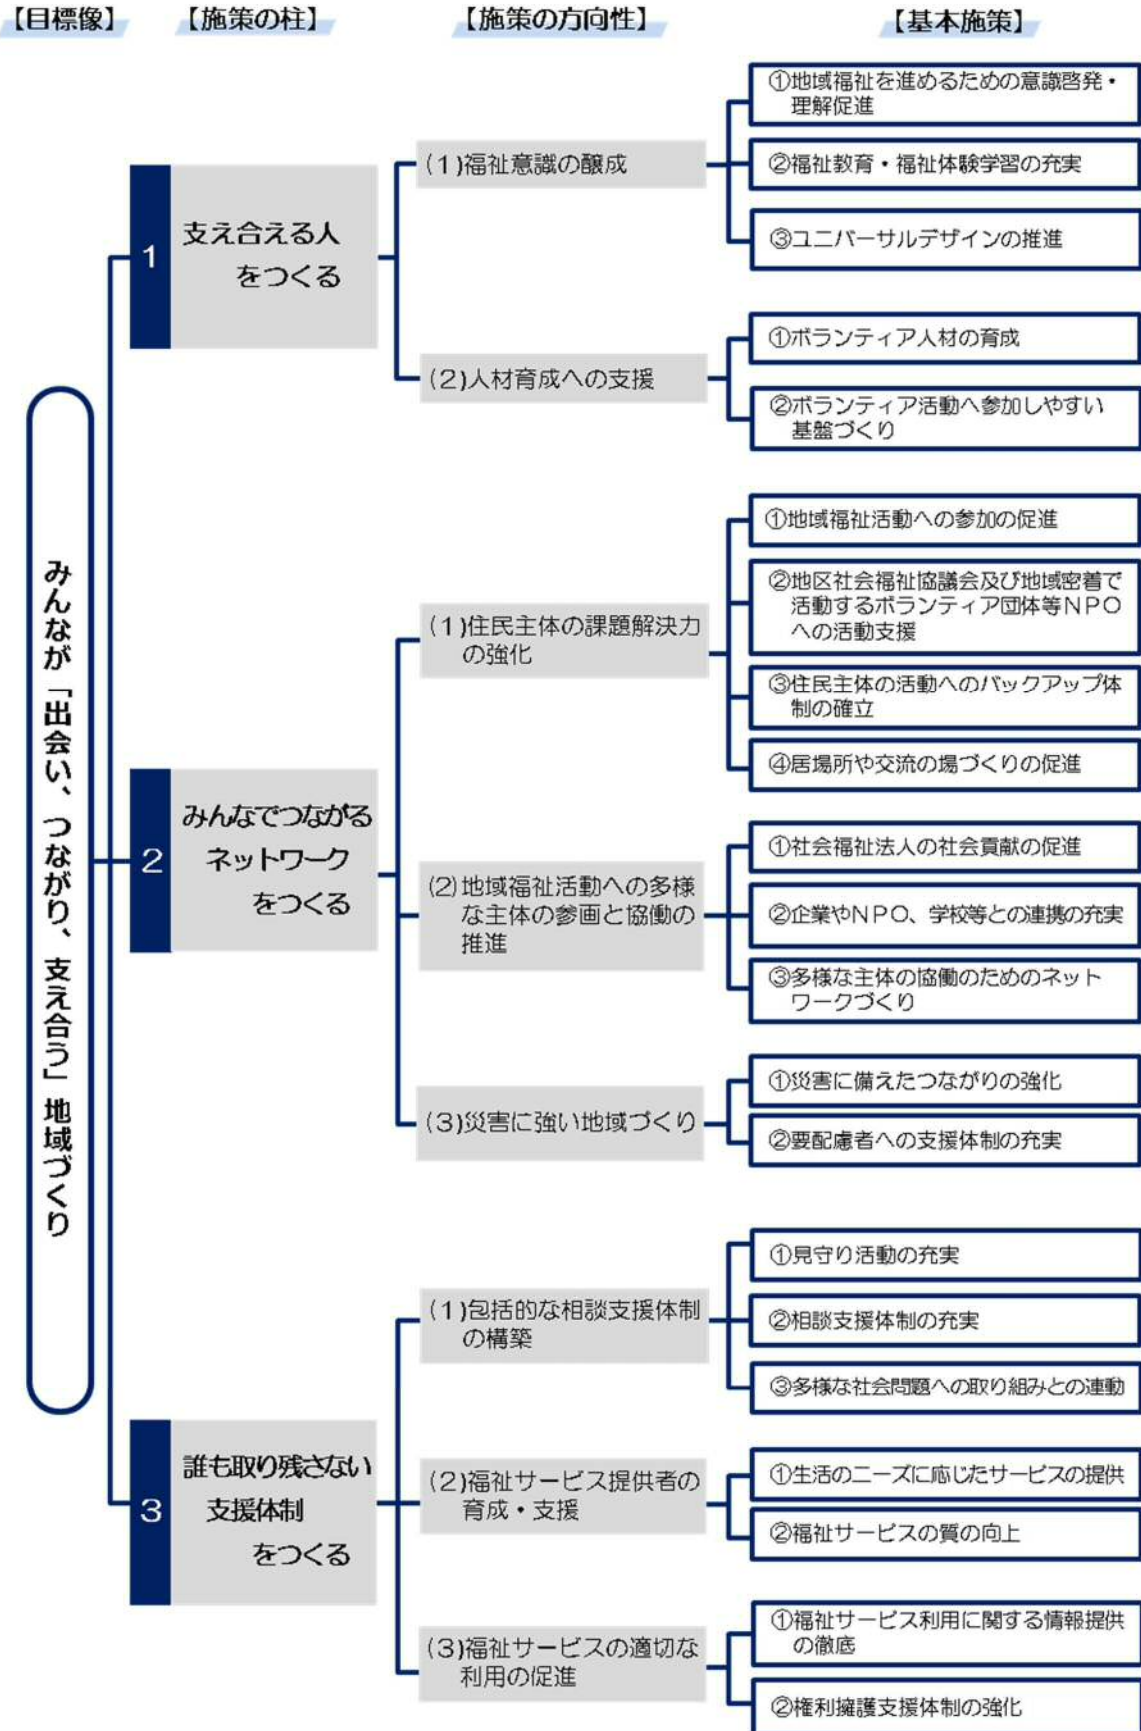 【目標像】 【施策の柱】 【施策の方向性】 【基本施策】
みんなが「出会い、つながり、支え合う」地域づくり
1
支え合える人
をつくる
(1)福祉意識の醸成
①地域福祉を進めるための意識啓発・
理解促進
②福祉教育・福祉体験学習の充実
③ユニバーサルデザインの推進
(2)人材育成への支援
①ボランティア人材の育成
②ボランティア活動へ参加しやすい
基盤づくり
2
みんなでつながる
ネットワーク
をつくる
(1)住民主体の課題解決力
の強化
①地域福祉活動への参加の促進
②地区社会福祉協議会及び地域密着で
活動するボランティア団体等NPO
への活動支援
③住民主体の活動へのバックアップ体
制の確立
④居場所や交流の場づくりの促進
(2)地域福祉活動への多様
な主体の参画と協働の
推進
①社会福祉法人の社会貢献の促進
②企業やNPO、学校等との連携の充実
③多様な主体の協働のためのネット
ワークづくり
(3)災害に強い地域づくり
①災害に備えたつながりの強化
②要配慮者への支援体制の充実
3
誰も取り残さない
支援体制
をつくる
(1)包括的な相談支援体制
の構築
①見守り活動の充実
②相談支援体制の充実
③多様な社会問題への取り組みとの連動
(2)福祉サービス提供者の
育成・支援
①生活のニーズに応じたサービスの提供
②福祉サービスの質の向上
(3)福祉サービスの適切な
利用の促進
①福祉サービス利用に関する情報提供
の徹底
②権利擁護支援体制の強化